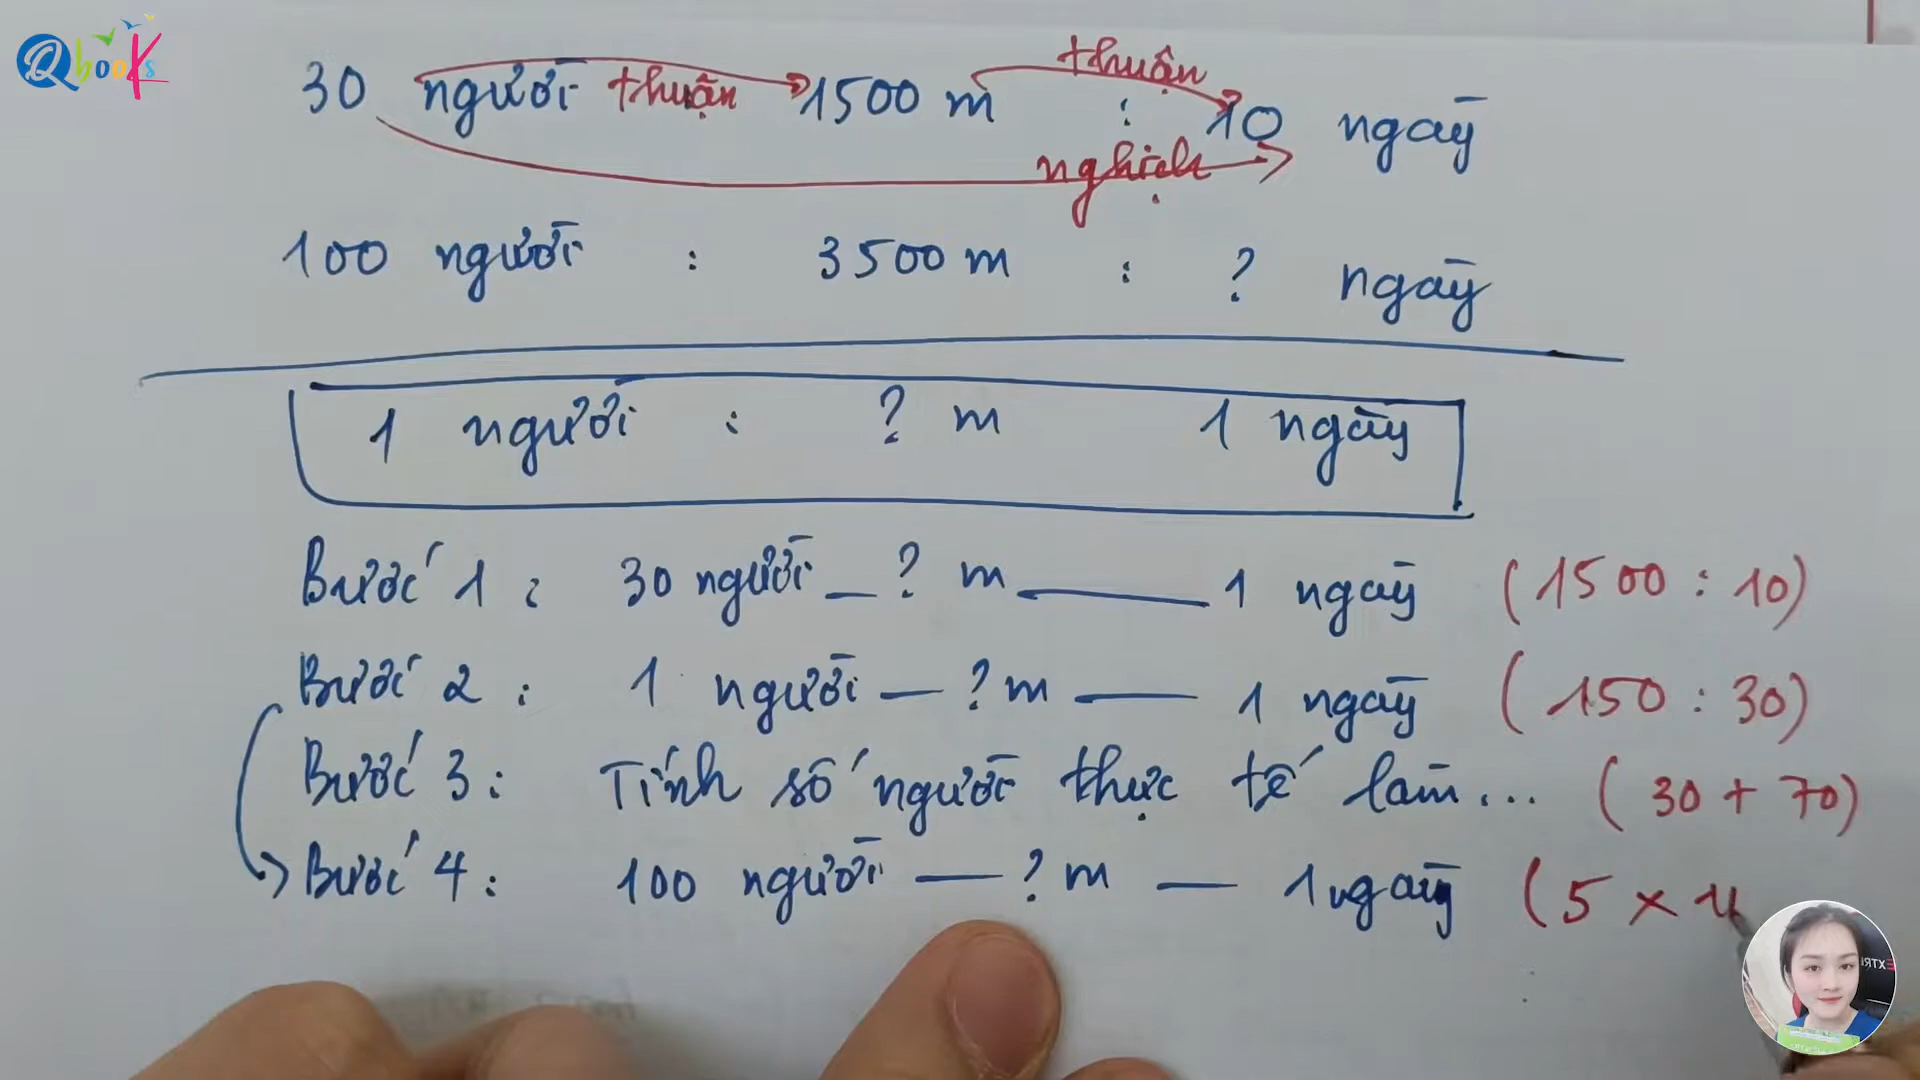 Qbooks
30 người thuận 1500 m : thuận 10 ngày
nghịch
100 người : 3500 m : ? ngày
1 người : ? m 1 ngày
Bước 1 : 30 người — ? m — 1 ngày (1500 : 10)
Bước 2 : 1 người — ? m — 1 ngày (150 : 30)
Bước 3 : Tính số người thực tế làm... (30 + 70)
Bước 4 : 100 người — ? m — 1 ngày (5 x